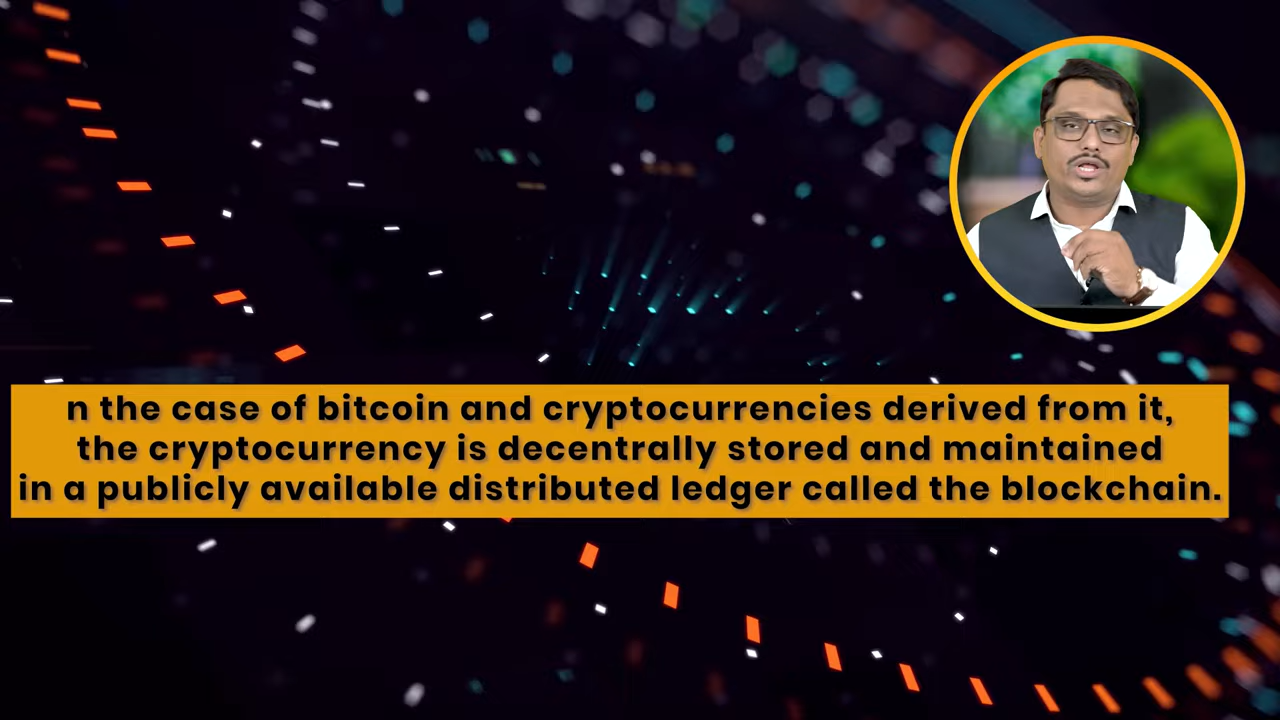 n the case of bitcoin and cryptocurrencies derived from it,
the cryptocurrency is decentrally stored and maintained
in a publicly available distributed ledger called the blockchain.